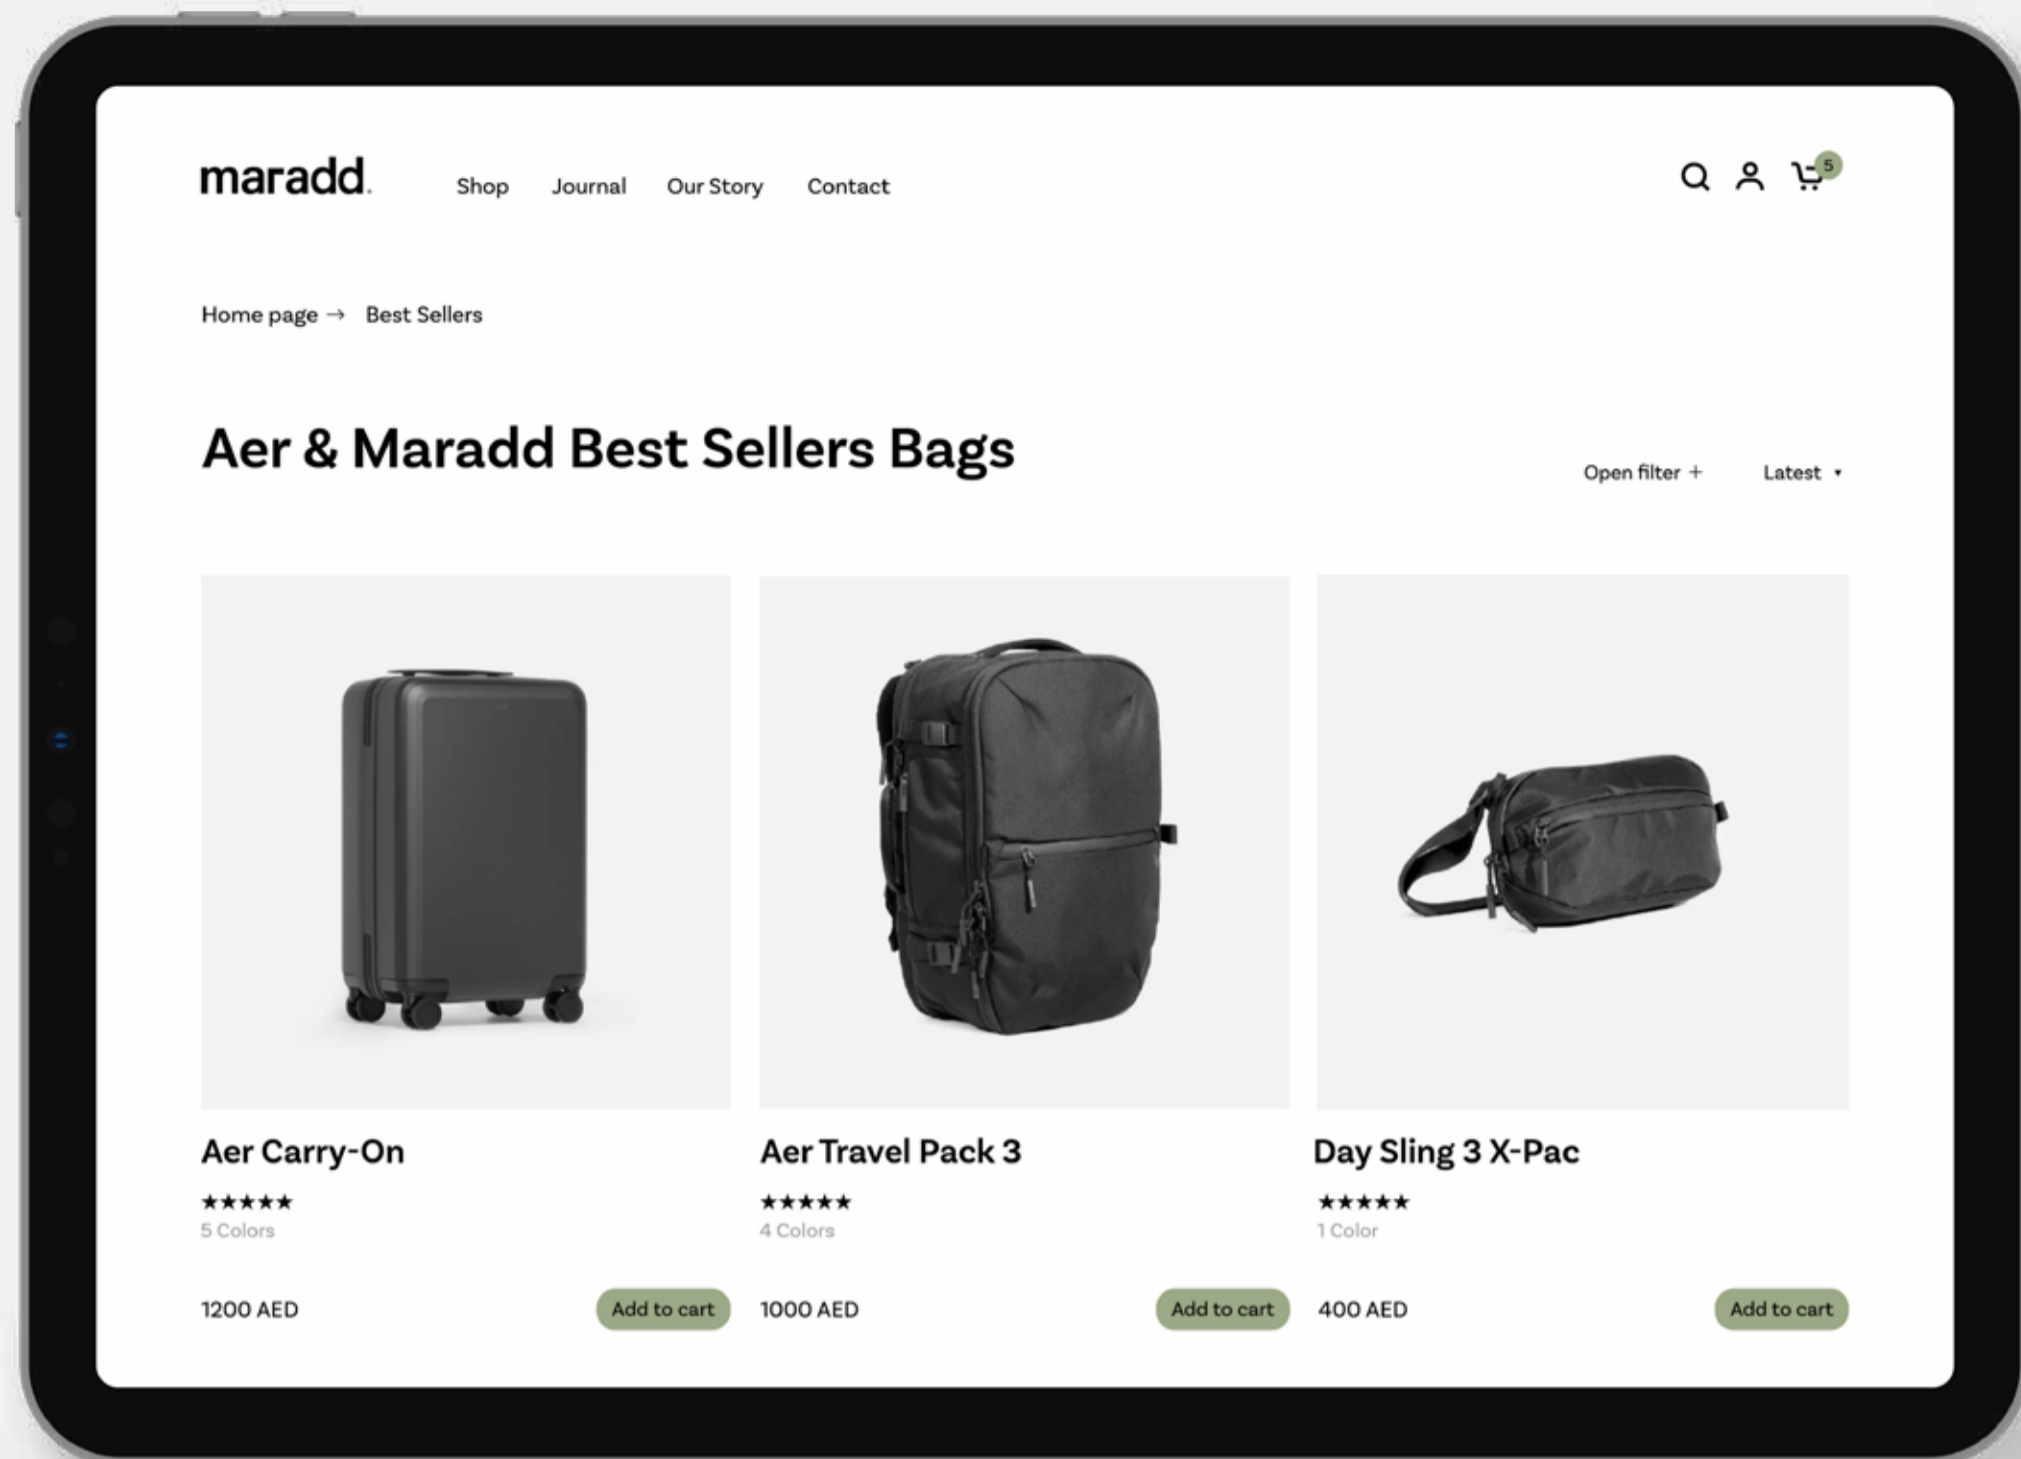 maradd.
Shop Journal Our Story Contact
5
Home page → Best Sellers
Aer & Maradd Best Sellers Bags
Open filter + Latest ▾
Aer Carry-On
★★★★★
5 Colors
1200 AED
Add to cart
Aer Travel Pack 3
★★★★★
4 Colors
1000 AED
Add to cart
Day Sling 3 X-Pac
★★★★★
1 Color
400 AED
Add to cart